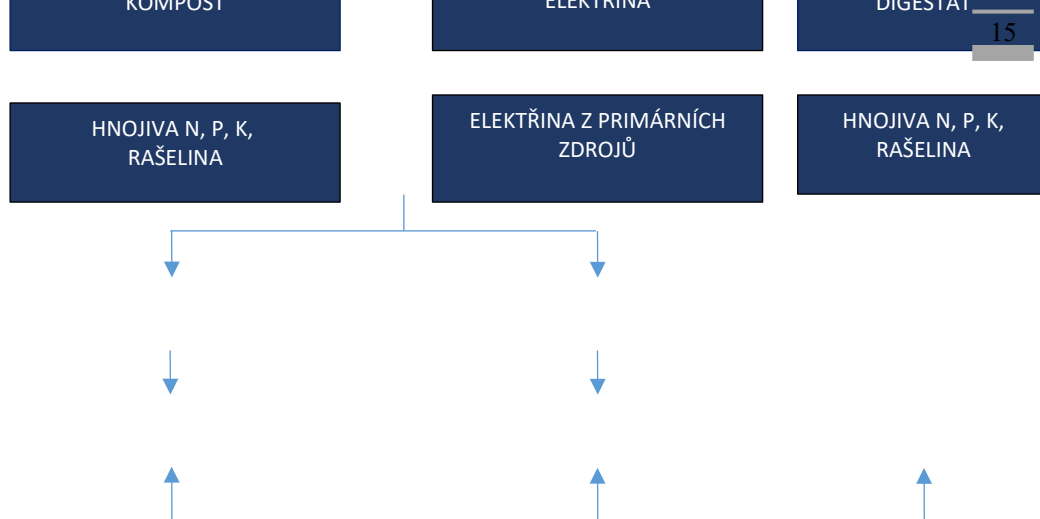 KOMPOST
ELEKTŘINA
DIGESTÁT
15
HNOJIVA N, P, K,
RAŠELINA
ELEKTŘINA Z PRIMÁRNÍCH
ZDROJŮ
HNOJIVA N, P, K,
RAŠELINA